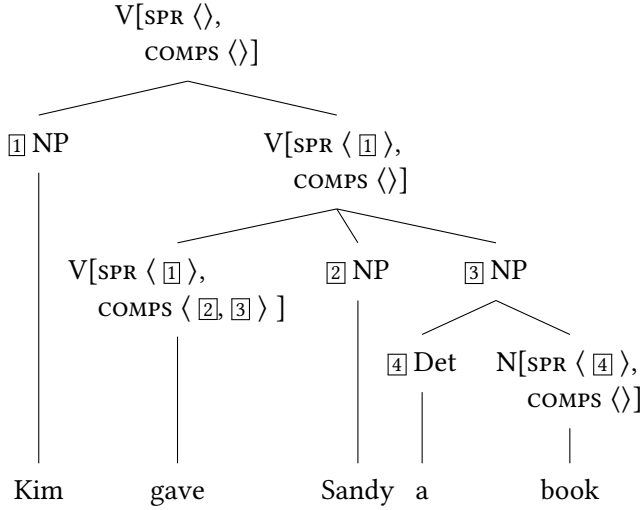 V[SPR ⟨⟩,
COMPS ⟨⟩]
1 NP
V[SPR ⟨ 1 ⟩,
COMPS ⟨⟩]
V[SPR ⟨ 1 ⟩,
COMPS ⟨ 2, 3 ⟩ ]
2 NP
3 NP
4 Det
N[SPR ⟨ 4 ⟩,
COMPS ⟨⟩]
Kim gave Sandy a book